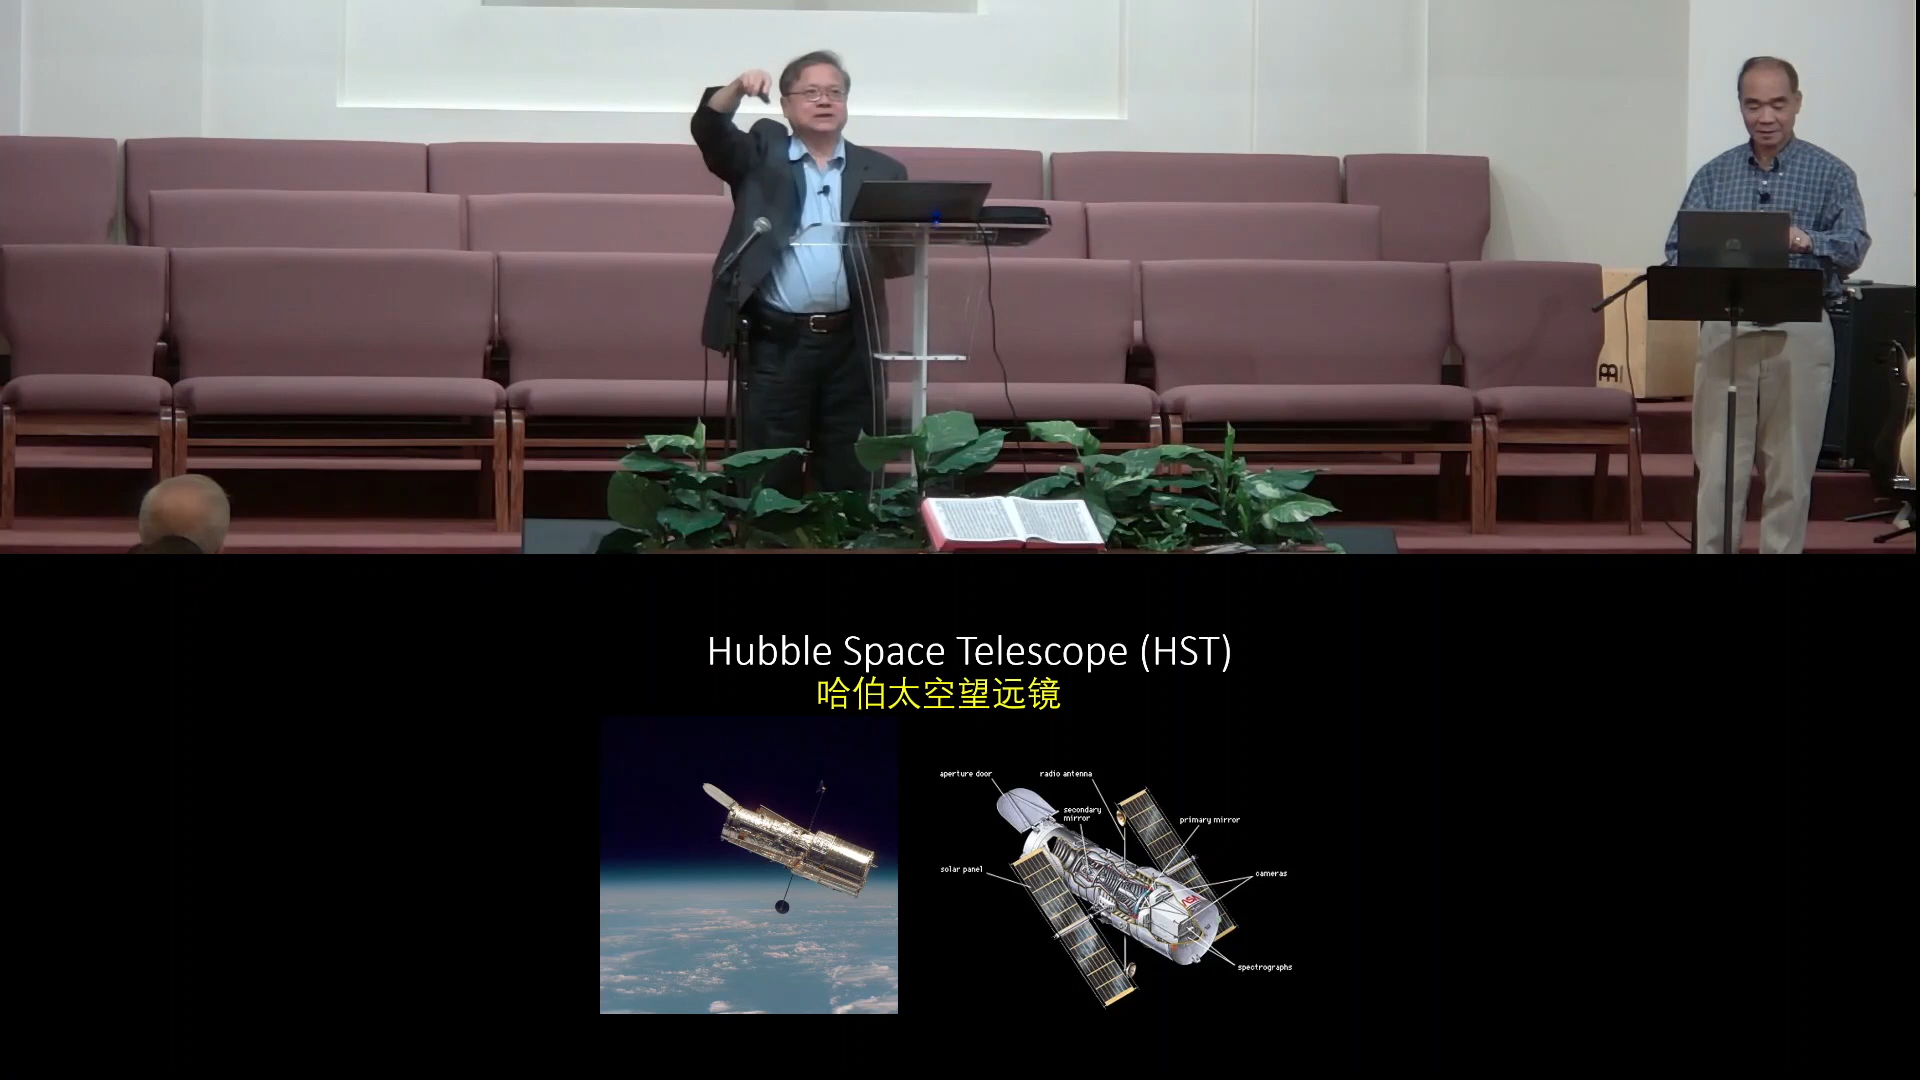 Hubble Space Telescope (HST)
哈伯太空望远镜
aperture door
radio antenna
secondary
mirror
primary mirror
solar panel
cameras
spectrographs